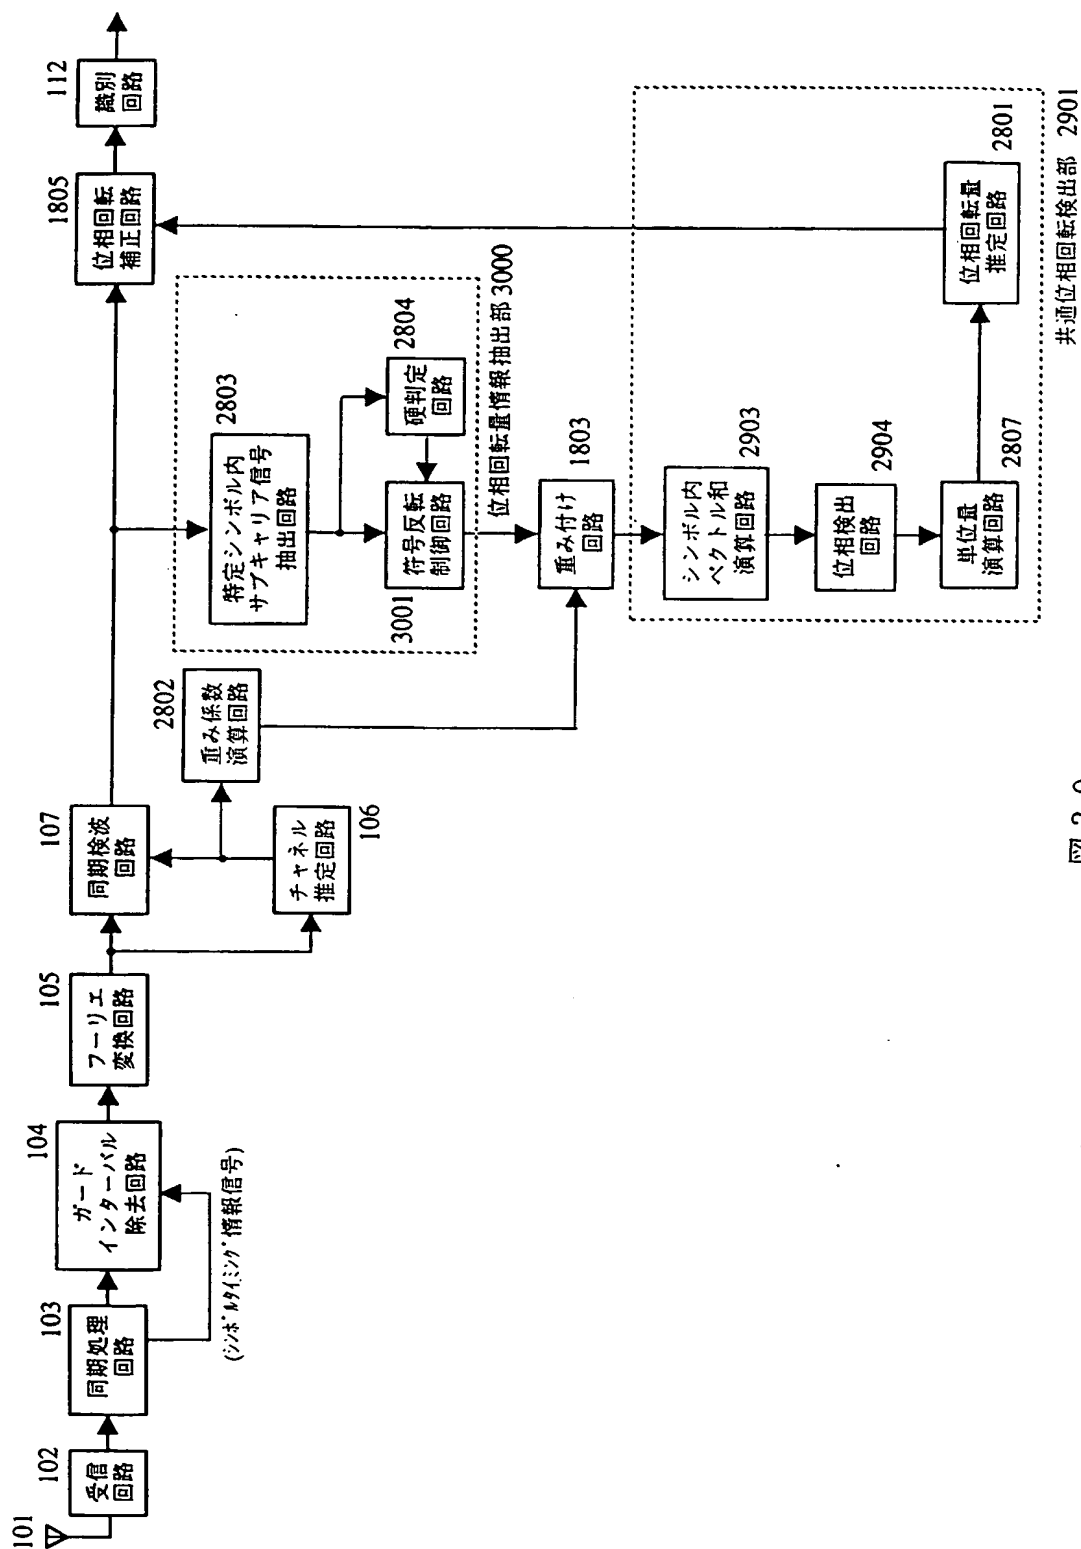 101
102
受信
回路
103
同期処理
回路
(シンボルタイミング情報信号)
104
ガード
インターバル
除去回路
105
フーリエ
変換回路
106
チャネル
推定回路
107
同期検波
回路
2802
重み係数
演算回路
2803
特定シンボル内
サブキャリア信号
抽出回路
2804
硬判定
回路
3001
符号反転
制御回路
位相回転量情報抽出部 3000
1803
重み付け
回路
2903
シンボル内
ベクトル和
演算回路
2904
位相検出
回路
2807
単位量
演算回路
2801
位相回転量
推定回路
共通位相回転検出部 2901
1805
位相回転
補正回路
112
識別
回路